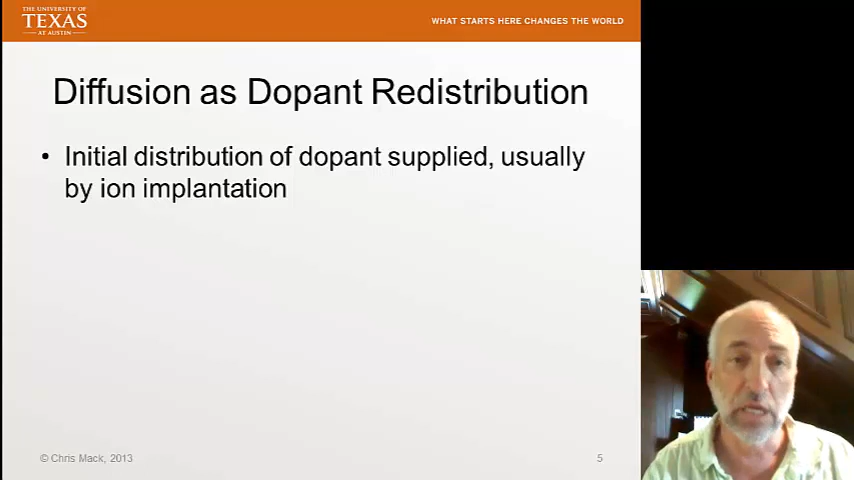 THE UNIVERSITY OF
TEXAS
AT AUSTIN
WHAT STARTS HERE CHANGES THE WORLD
Diffusion as Dopant Redistribution
• Initial distribution of dopant supplied, usually
by ion implantation
© Chris Mack, 2013
5